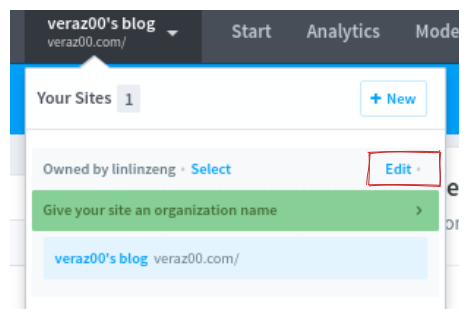 veraz00's blog
veraz00.com/
Start Analytics
Your Sites 1
+ New
Owned by linlinzeng • Select
Edit •
Give your site an organization name >
veraz00's blog veraz00.com/